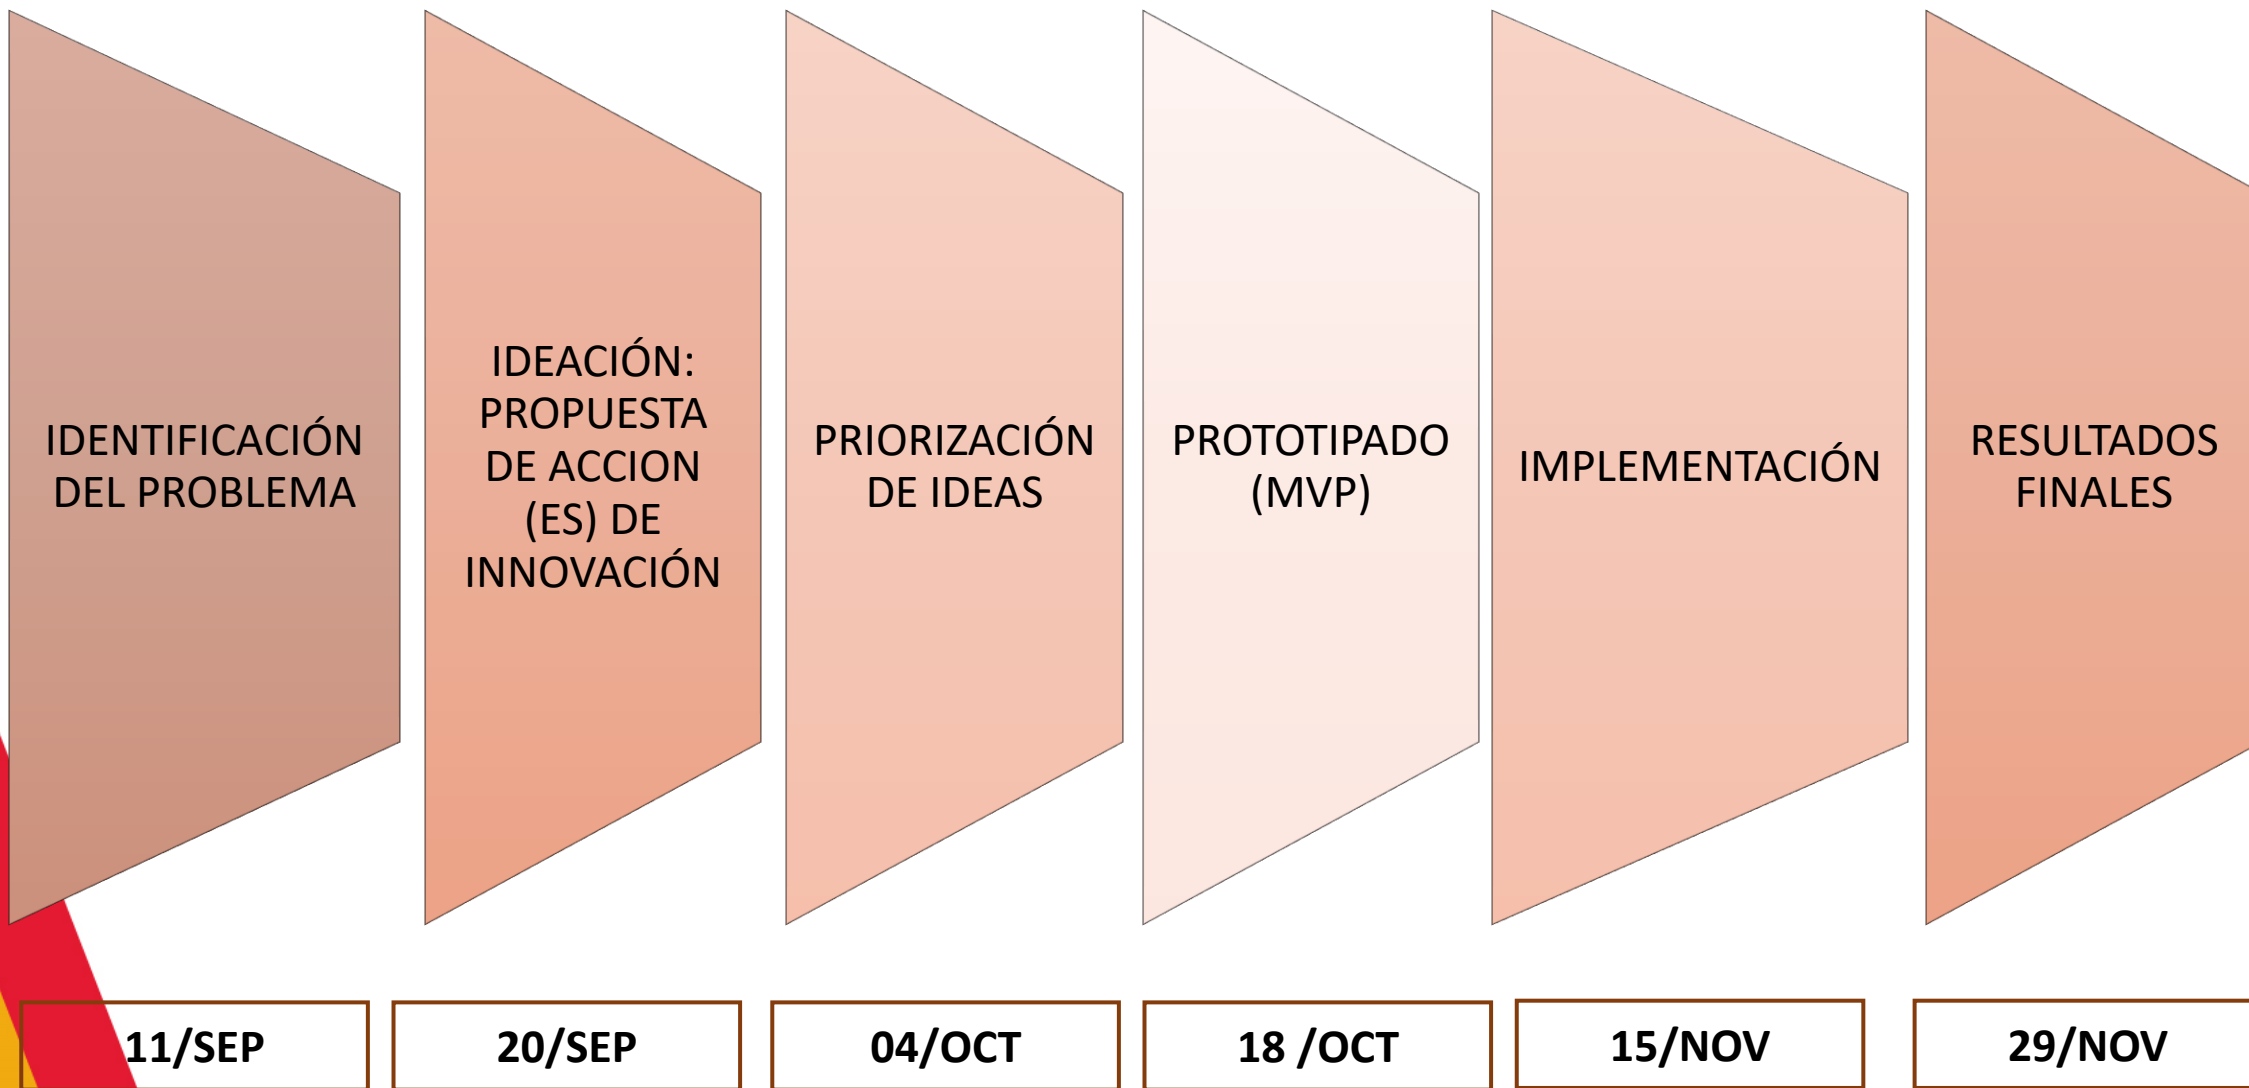 IDENTIFICACIÓN
DEL PROBLEMA
IDEACIÓN:
PROPUESTA
DE ACCION
(ES) DE
INNOVACIÓN
PRIORIZACIÓN
DE IDEAS
PROTOTIPADO
(MVP)
IMPLEMENTACIÓN
RESULTADOS
FINALES
11/SEP
20/SEP
04/OCT
18 /OCT
15/NOV
29/NOV